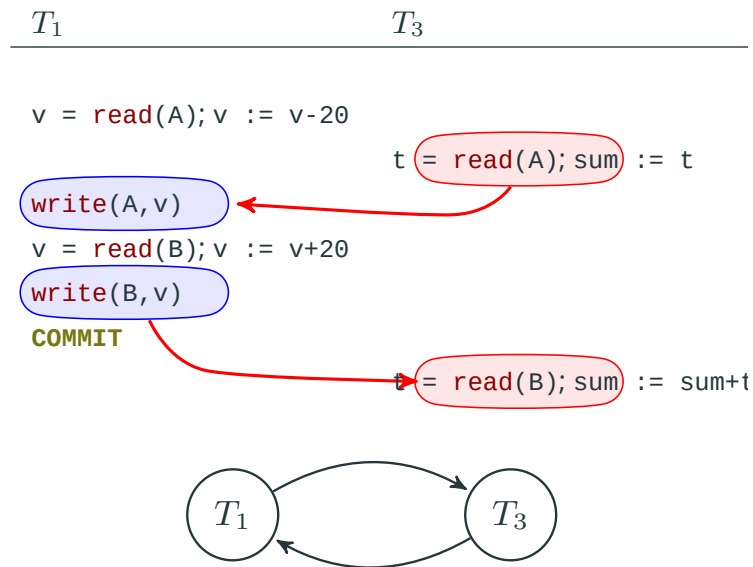 T1 T3
v = read(A); v := v-20
t = read(A); sum := t
write(A,v)
v = read(B); v := v+20
write(B,v)
COMMIT
t = read(B); sum := sum+t
T1 T3